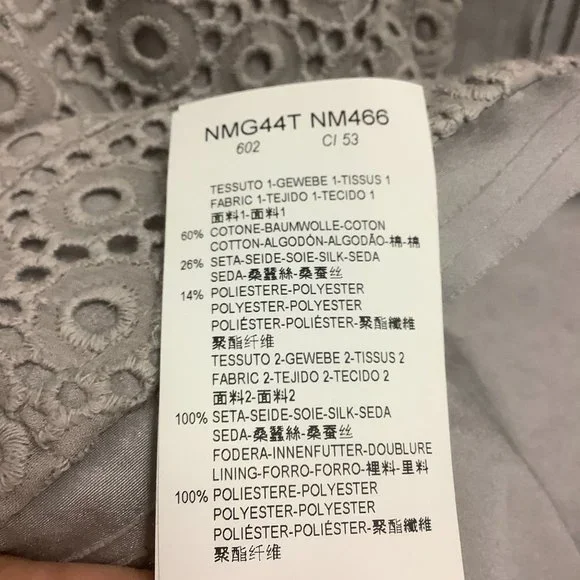 NMG44T NM466
602 CI 53
TESSUTO 1-GEWEBE 1-TISSUS 1
FABRIC 1-TEJIDO 1-TECIDO 1
面料1-面料1
60% COTONE-BAUMWOLLE-COTON
COTTON-ALGODÓN-ALGODÃO-棉-棉
26% SETA-SEIDE-SOIE-SILK-SEDA
SEDA-桑蠶絲-桑蚕丝
14% POLIESTERE-POLYESTER
POLYESTER-POLYESTER
POLIÉSTER-POLIÉSTER-聚酯纖維
聚酯纤维
TESSUTO 2-GEWEBE 2-TISSUS 2
FABRIC 2-TEJIDO 2-TECIDO 2
面料2-面料2
100% SETA-SEIDE-SOIE-SILK-SEDA
SEDA-桑蠶絲-桑蚕丝
FODERA-INNENFUTTER-DOUBLURE
LINING-FORRO-FORRO-裡料-里料
100% POLIESTERE-POLYESTER
POLYESTER-POLYESTER
POLIÉSTER-POLIÉSTER-聚酯纖維
聚酯纤维